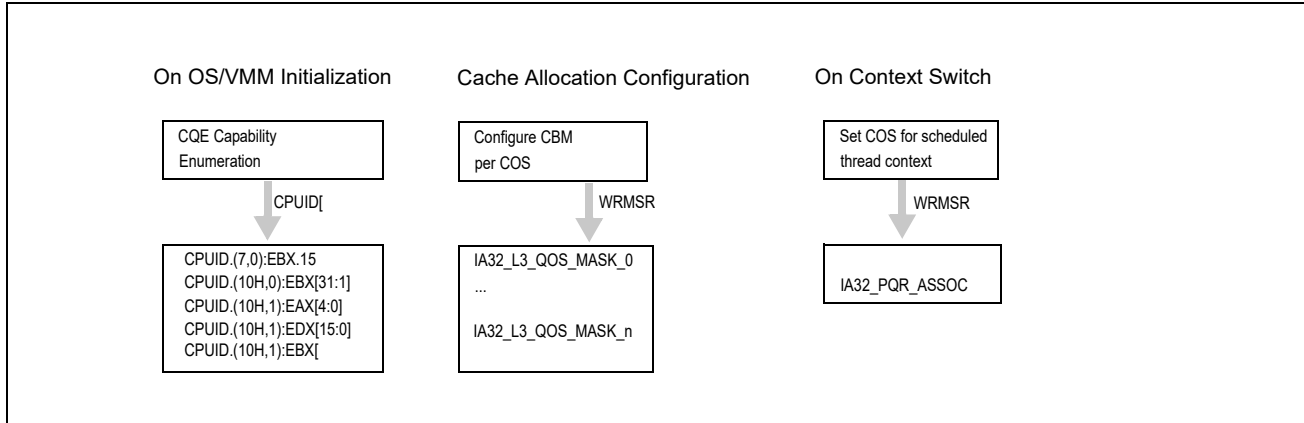 On OS/VMM Initialization
CQE Capability
Enumeration
CPUID[
CPUID.(7,0):EBX.15
CPUID.(10H,0):EBX[31:1]
CPUID.(10H,1):EAX[4:0]
CPUID.(10H,1):EDX[15:0]
CPUID.(10H,1):EBX[
Cache Allocation Configuration
Configure CBM
per COS
WRMSR
IA32_L3_QOS_MASK_0
...
IA32_L3_QOS_MASK_n
On Context Switch
Set COS for scheduled
thread context
WRMSR
IA32_PQR_ASSOC